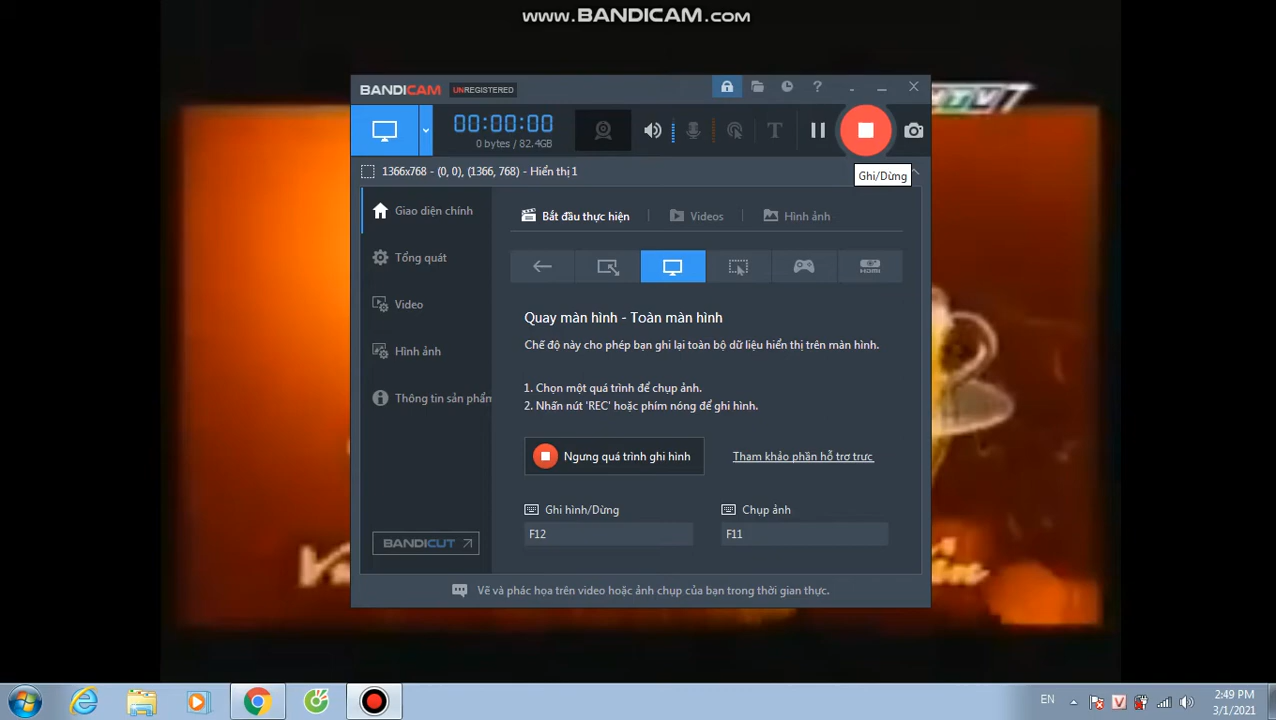 www.BANDICAM.com
HTV7
BANDICAM UNREGISTERED
00:00:00
0 bytes / 82.4GB
1366x768 - (0, 0), (1366, 768) - Hiển thị 1
Ghi/Dừng
Giao diện chính
Tổng quát
Video
Hình ảnh
Thông tin sản phẩm
BANDICUT
Bắt đầu thực hiện
Videos
Hình ảnh
HDMI
Quay màn hình - Toàn màn hình
Chế độ này cho phép bạn ghi lại toàn bộ dữ liệu hiển thị trên màn hình.
1. Chọn một quá trình để chụp ảnh.
2. Nhấn nút 'REC' hoặc phím nóng để ghi hình.
Ngưng quá trình ghi hình
Tham khảo phần hỗ trơ trưc
Ghi hình/Dừng
Chụp ảnh
F12
F11
Vẽ và phác họa trên video hoặc ảnh chụp của bạn trong thời gian thực.
EN
2:49 PM
3/1/2021